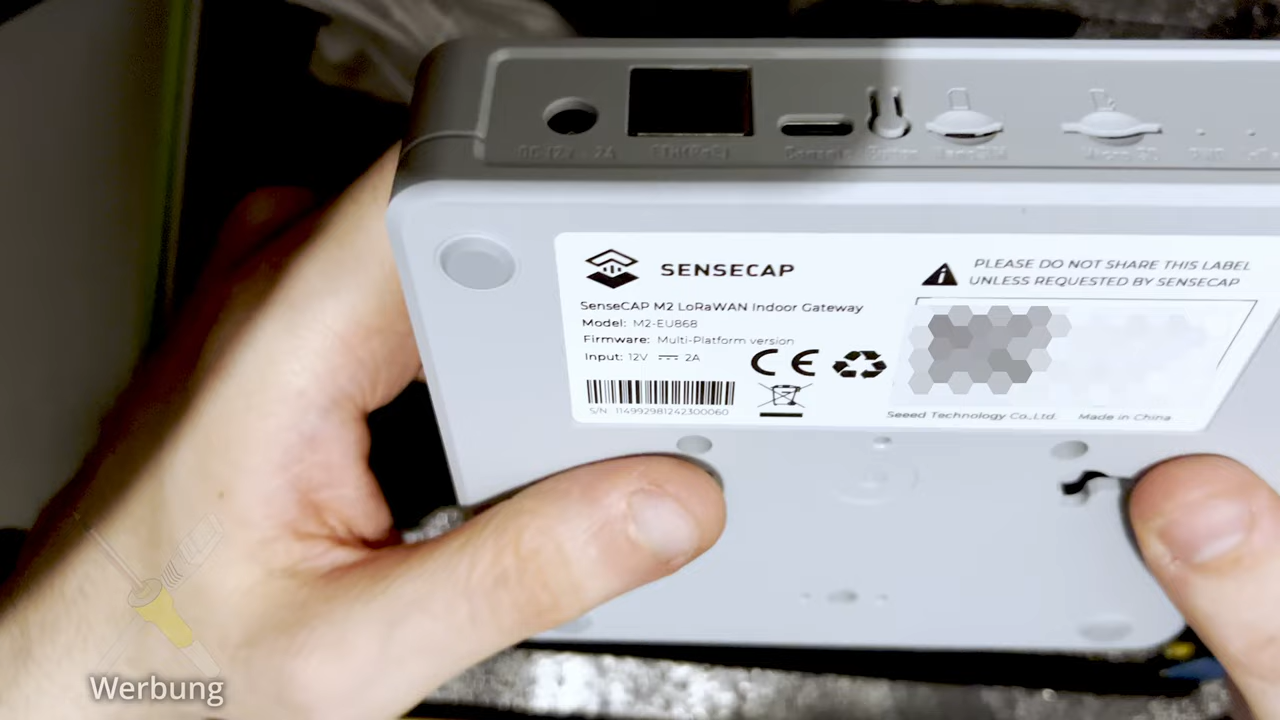 SENSECAP
SenseCAP M2 LoRaWAN Indoor Gateway
Model: M2-EU868
Firmware: Multi-Platform version
Input: 12V ⎓ 2A
CE
S/N: 114992981242300060
PLEASE DO NOT SHARE THIS LABEL
UNLESS REQUESTED BY SENSECAP
Seeed Technology Co.,Ltd. Made in China
Werbung